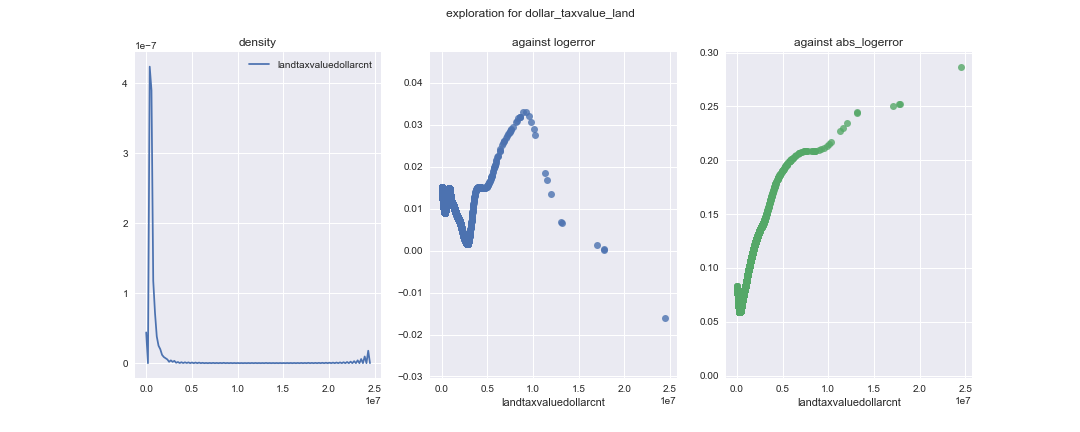 exploration for dollar_taxvalue_land
density
1e−7
landtaxvaluedollarcnt
4
3
2
1
0
0.0 0.5 1.0 1.5 2.0 2.5
1e7
against logerror
0.04
0.03
0.02
0.01
0.00
−0.01
−0.02
−0.03
0.0 0.5 1.0 1.5 2.0 2.5
1e7
landtaxvaluedollarcnt
against abs_logerror
0.30
0.25
0.20
0.15
0.10
0.05
0.00
0.0 0.5 1.0 1.5 2.0 2.5
1e7
landtaxvaluedollarcnt